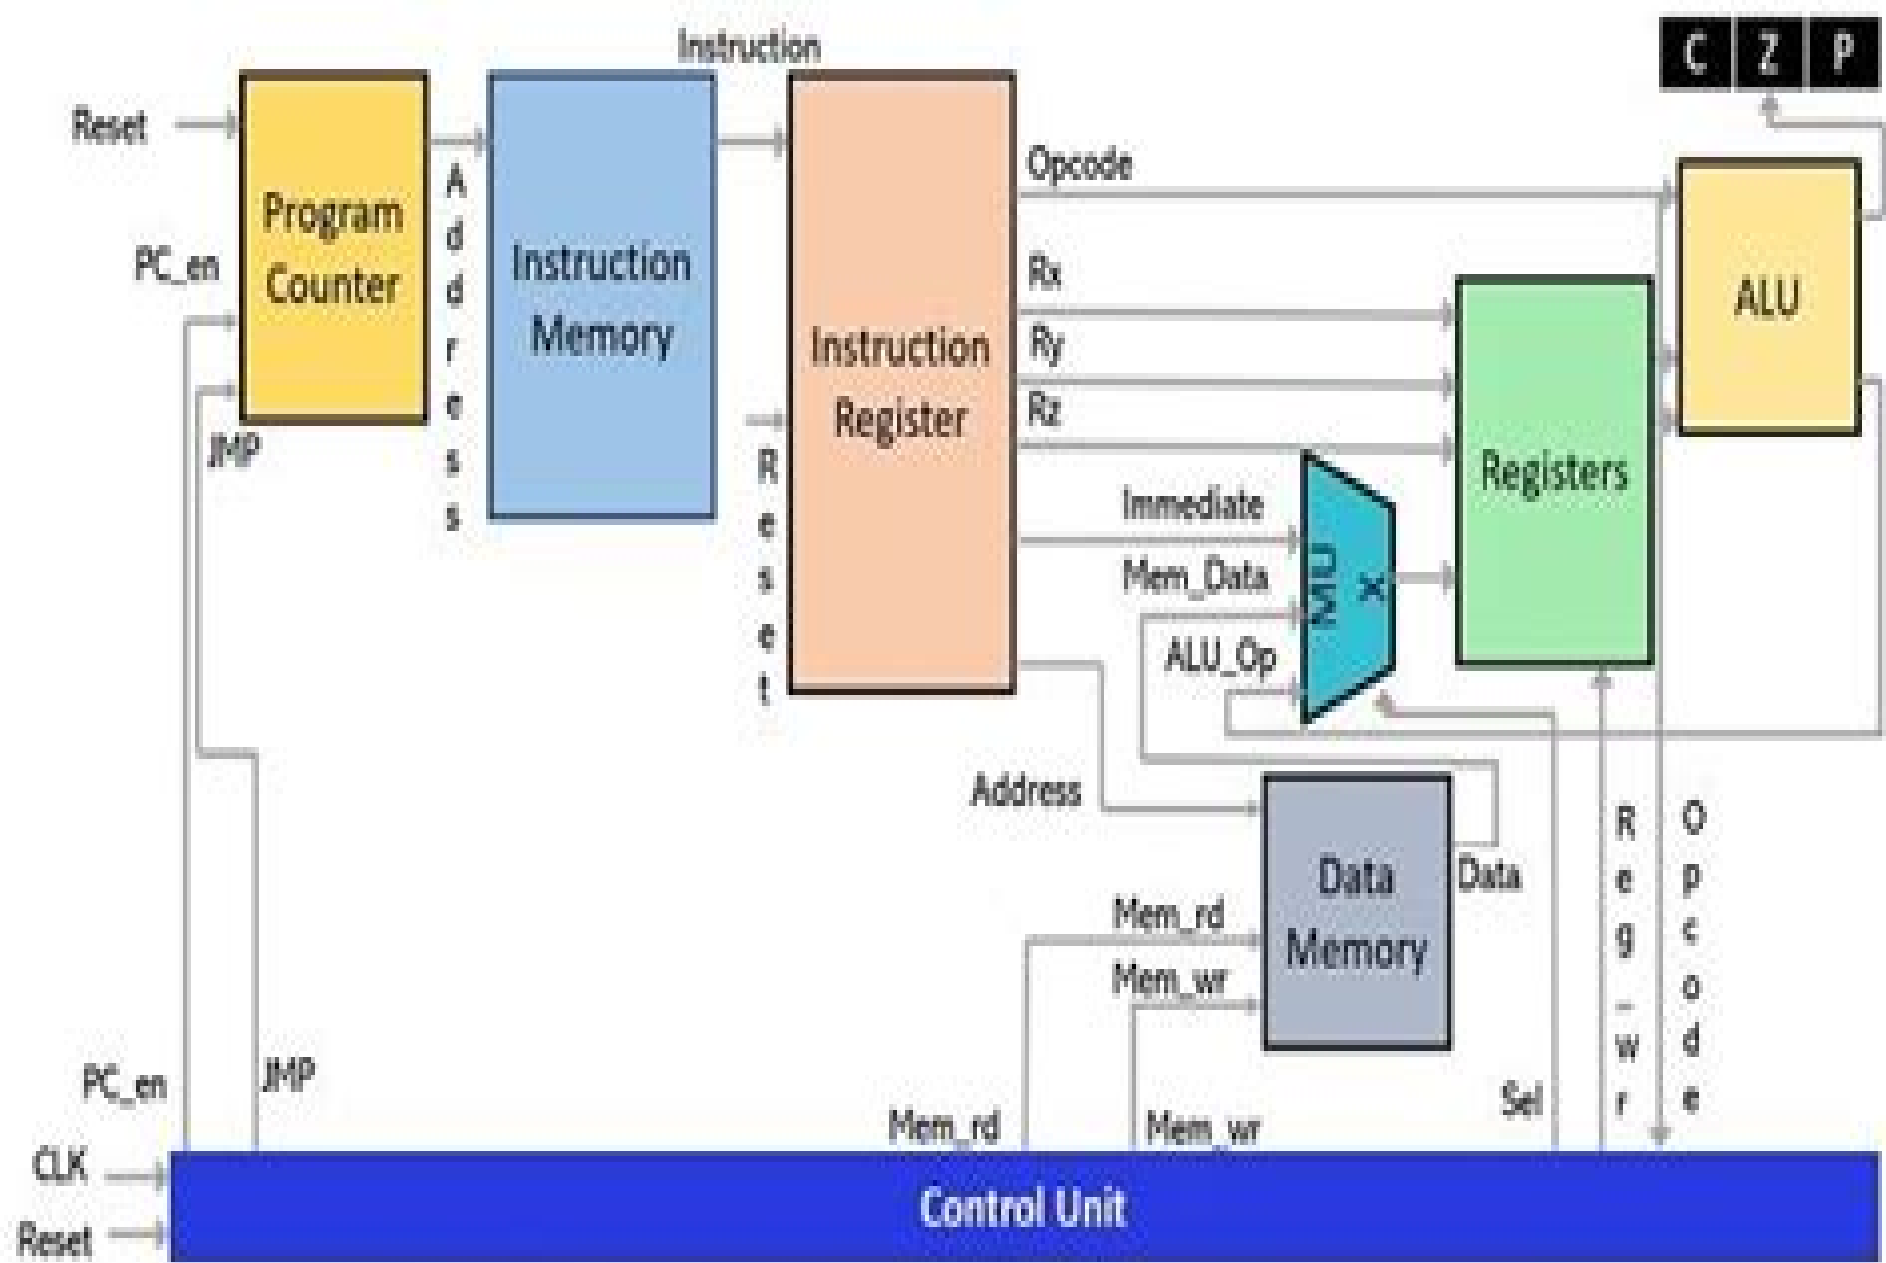 Instruction
C Z P
Reset
Program
Counter
PC_en
JMP
Address
Instruction
Memory
Reset
Instruction
Register
Opcode
Rx
Ry
Rz
Immediate
Mem_Data
ALU_Op
MU
X
Registers
ALU
Address
Data
Memory
Data
Mem_rd
Mem_wr
Reg_wr
Opcode
Sel
PC_en
JMP
Mem_rd
Mem_wr
CLK
Reset
Control Unit